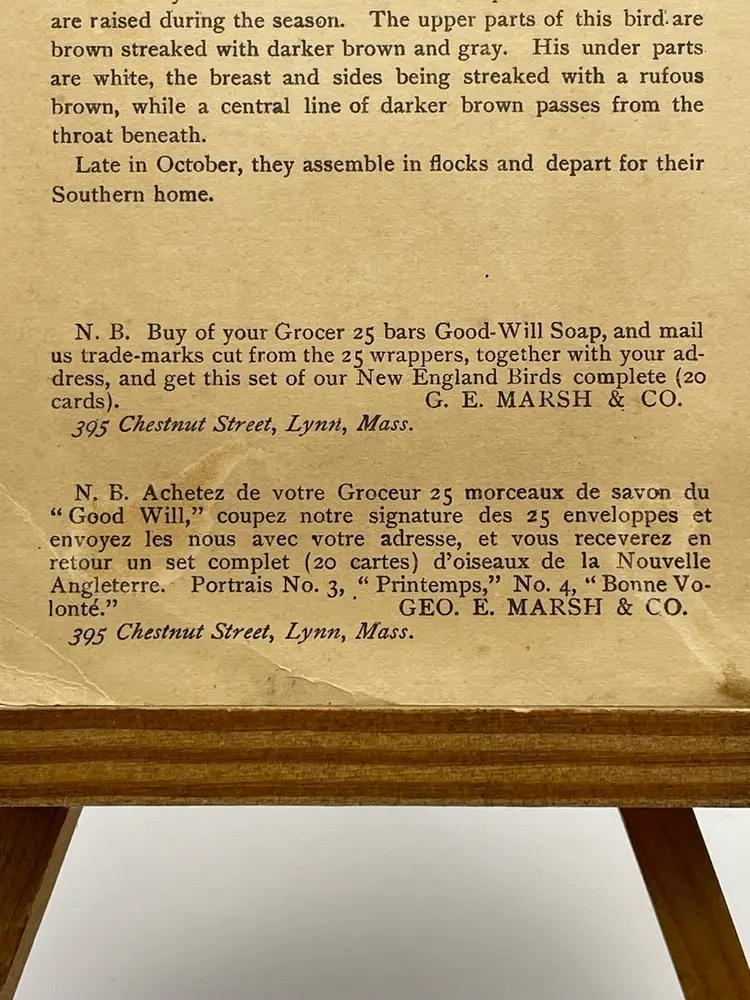 are raised during the season. The upper parts of this bird are
brown streaked with darker brown and gray. His under parts
are white, the breast and sides being streaked with a rufous
brown, while a central line of darker brown passes from the
throat beneath.
Late in October, they assemble in flocks and depart for their
Southern home.
N. B. Buy of your Grocer 25 bars Good-Will Soap, and mail
us trade-marks cut from the 25 wrappers, together with your ad-
dress, and get this set of our New England Birds complete (20
cards). G. E. MARSH & CO.
395 Chestnut Street, Lynn, Mass.
N. B. Achetez de votre Groceur 25 morceaux de savon du
“Good Will,” coupez notre signature des 25 enveloppes et
envoyez les nous avec votre adresse, et vous receverez en
retour un set complet (20 cartes) d’oiseaux de la Nouvelle
Angleterre. Portrais No. 3, “Printemps,” No. 4, “Bonne Vo-
lonté.” GEO. E. MARSH & CO.
395 Chestnut Street, Lynn, Mass.